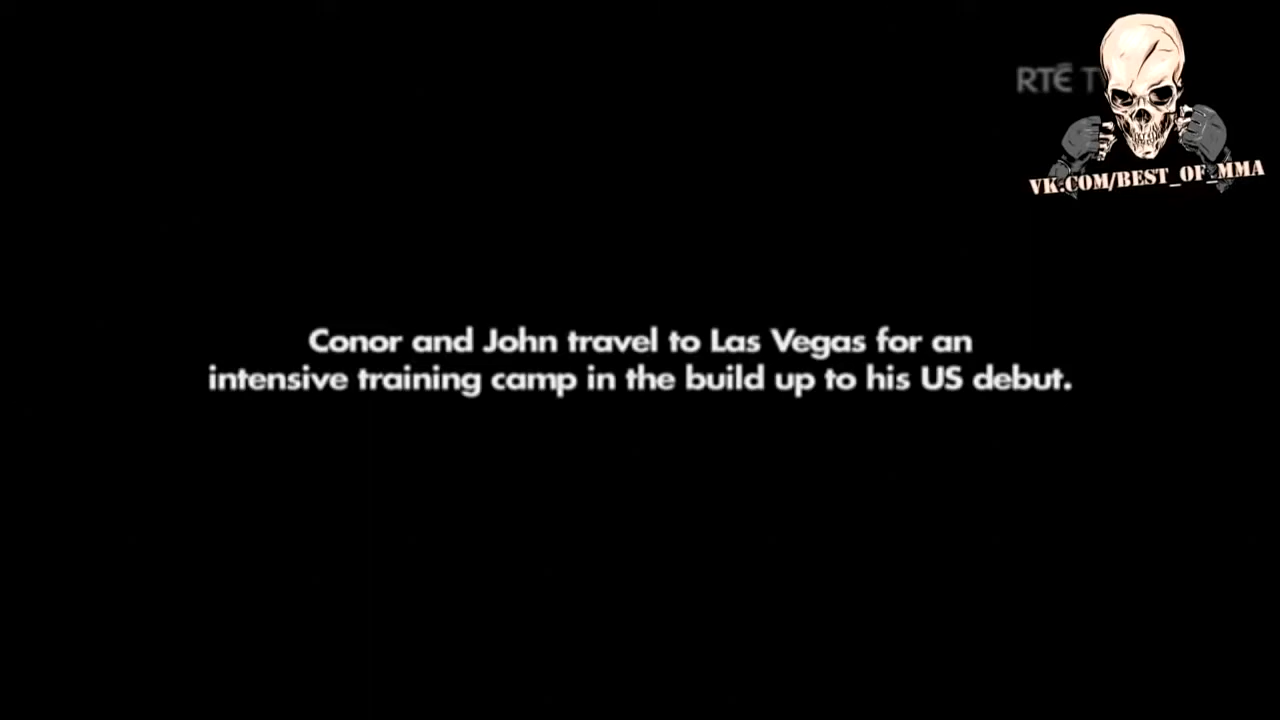 RTÉ T
VK.COM/BEST_OF_MMA
Conor and John travel to Las Vegas for an
intensive training camp in the build up to his US debut.